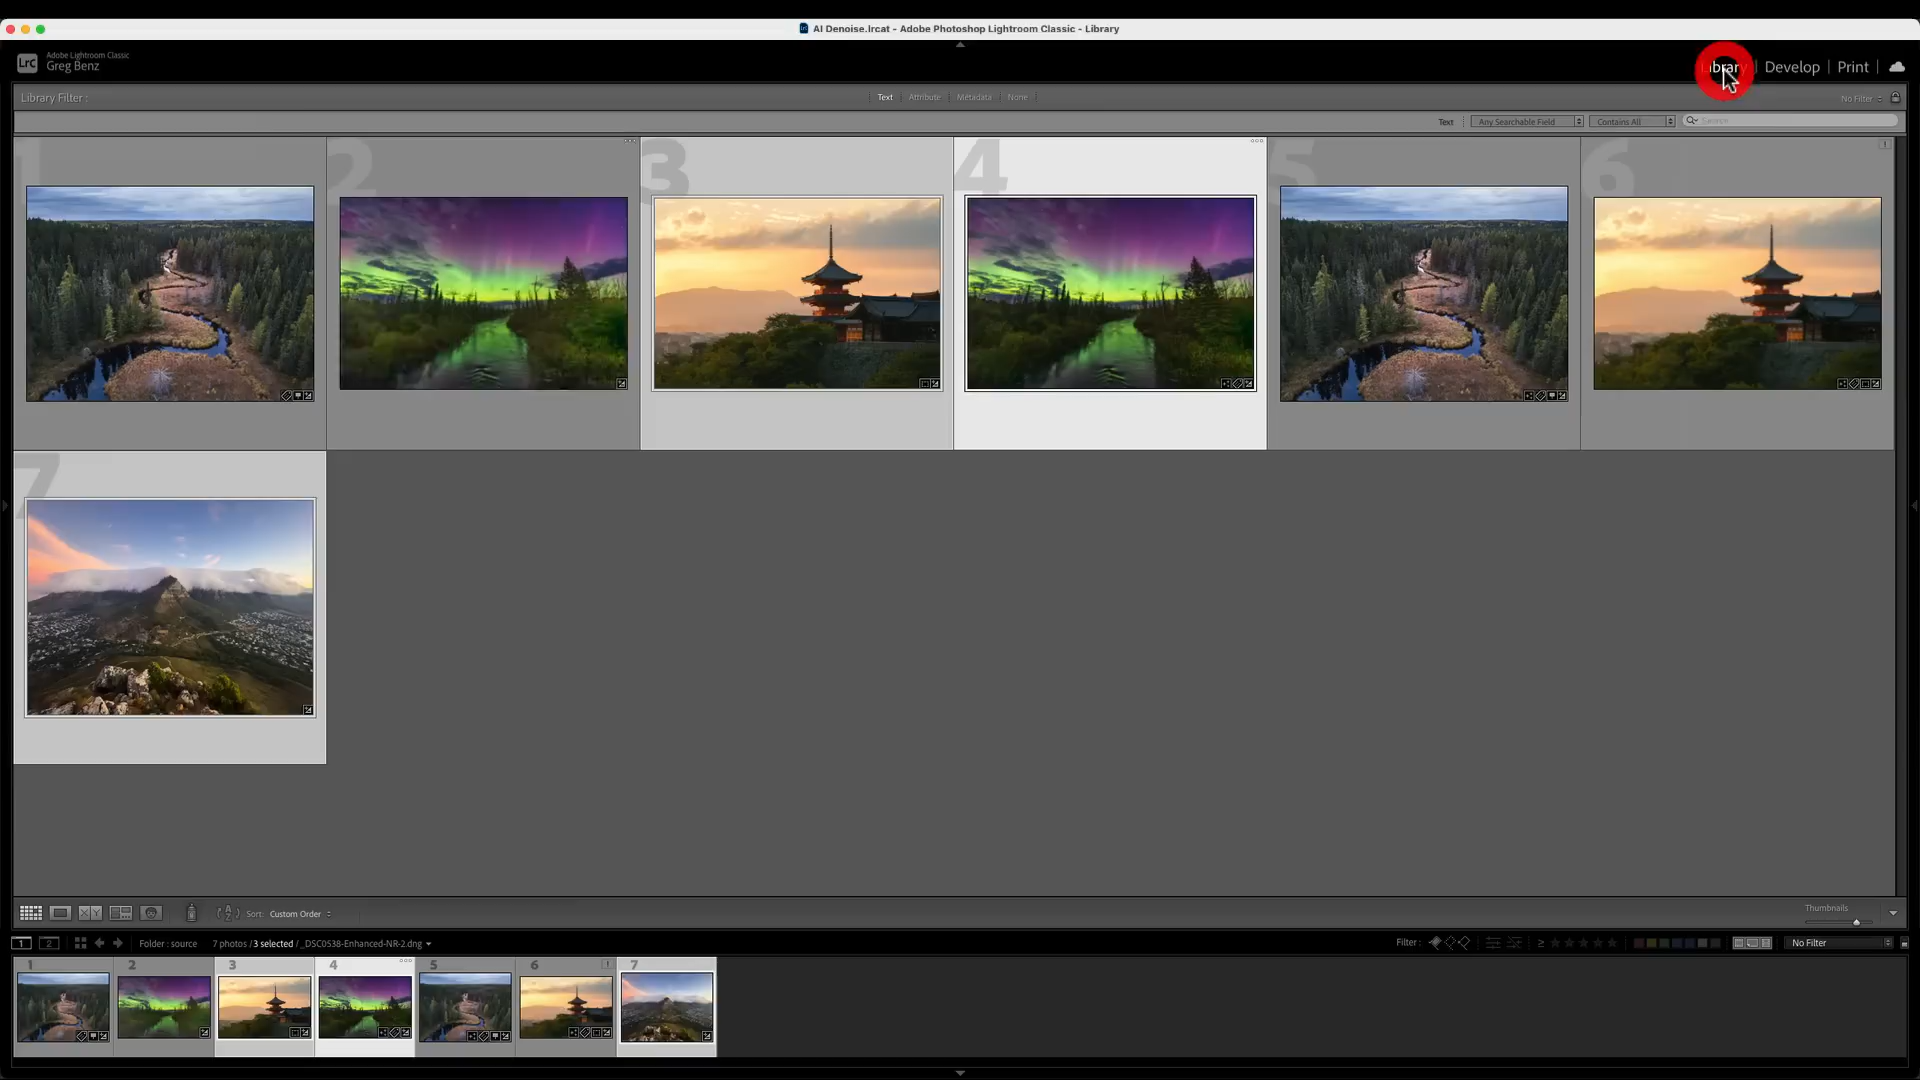 AI Denoise.lrcat - Adobe Photoshop Lightroom Classic - Library
LrC
Adobe Lightroom Classic
Greg Benz
Library | Develop | Print
Library Filter :
Text | Attribute | Metadata | None
No Filter
Text
Any Searchable Field
Contains All
Search
1
2
3
4
5
6
7
XY
Sort: Custom Order
Thumbnails
1
2
Folder : source
7 photos / 3 selected / _DSC0538-Enhanced-NR-2.dng
Filter :
No Filter
1
2
3
4
5
6
7